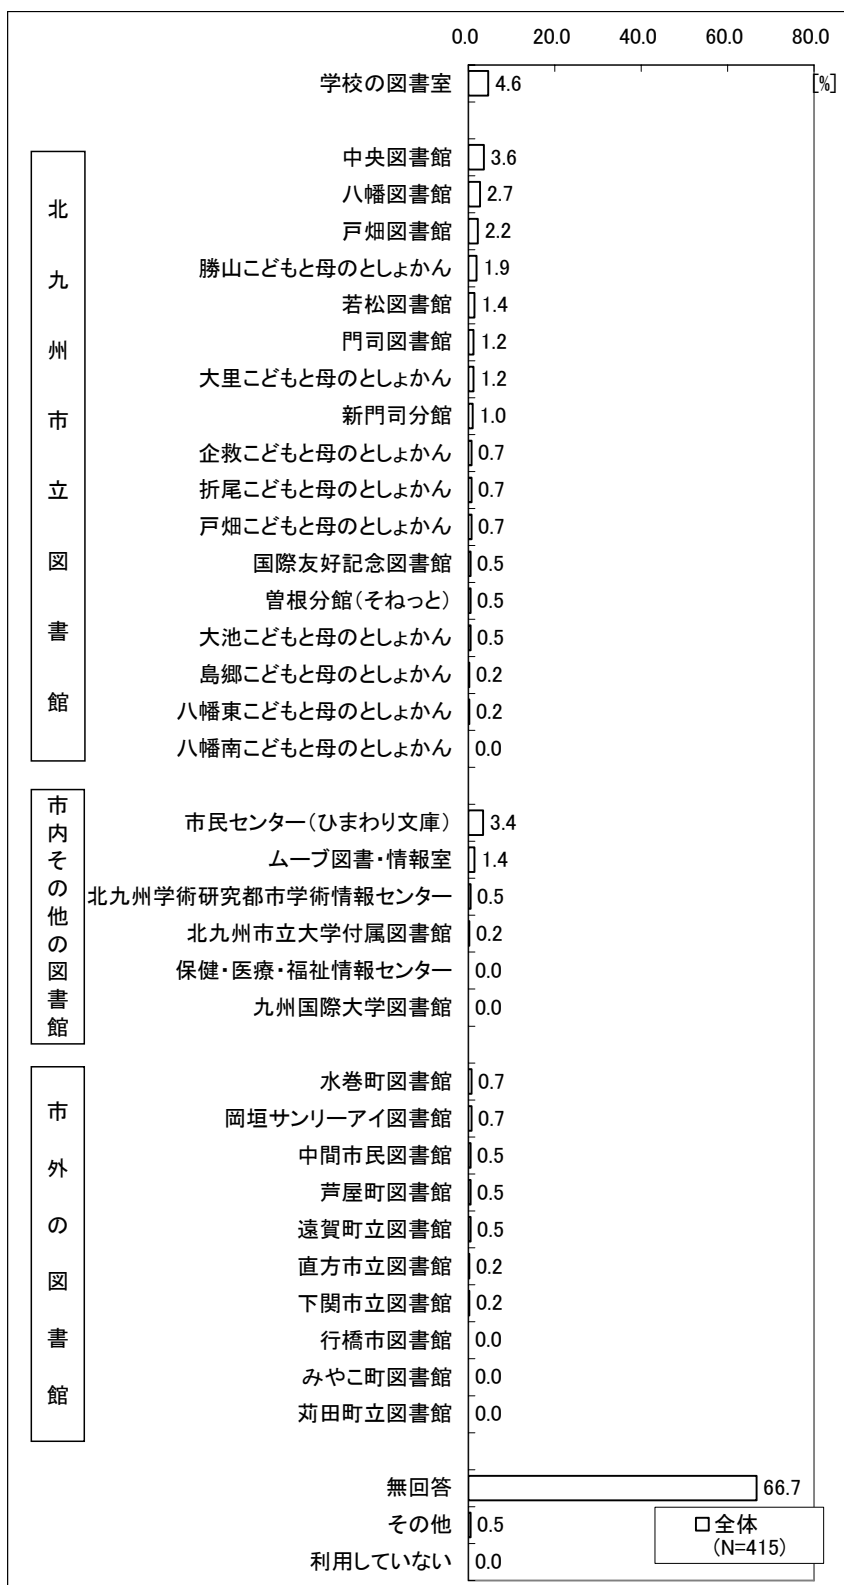 0.0 20.0 40.0 60.0 80.0
[%]
学校の図書室 4.6
北九州市立図書館
中央図書館 3.6
八幡図書館 2.7
戸畑図書館 2.2
勝山こどもと母のとしょかん 1.9
若松図書館 1.4
門司図書館 1.2
大里こどもと母のとしょかん 1.2
新門司分館 1.0
企救こどもと母のとしょかん 0.7
折尾こどもと母のとしょかん 0.7
戸畑こどもと母のとしょかん 0.7
国際友好記念図書館 0.5
曽根分館(そねっと) 0.5
大池こどもと母のとしょかん 0.5
島郷こどもと母のとしょかん 0.2
八幡東こどもと母のとしょかん 0.2
八幡南こどもと母のとしょかん 0.0
市内その他の図書館
市民センター(ひまわり文庫) 3.4
ムーブ図書・情報室 1.4
北九州学術研究都市学術情報センター 0.5
北九州市立大学付属図書館 0.2
保健・医療・福祉情報センター 0.0
九州国際大学図書館 0.0
市外の図書館
水巻町図書館 0.7
岡垣サンリーアイ図書館 0.7
中間市民図書館 0.5
芦屋町図書館 0.5
遠賀町立図書館 0.5
直方市立図書館 0.2
下関市立図書館 0.2
行橋市図書館 0.0
みやこ町図書館 0.0
苅田町立図書館 0.0
無回答 66.7
その他 0.5
利用していない 0.0
全体
(N=415)